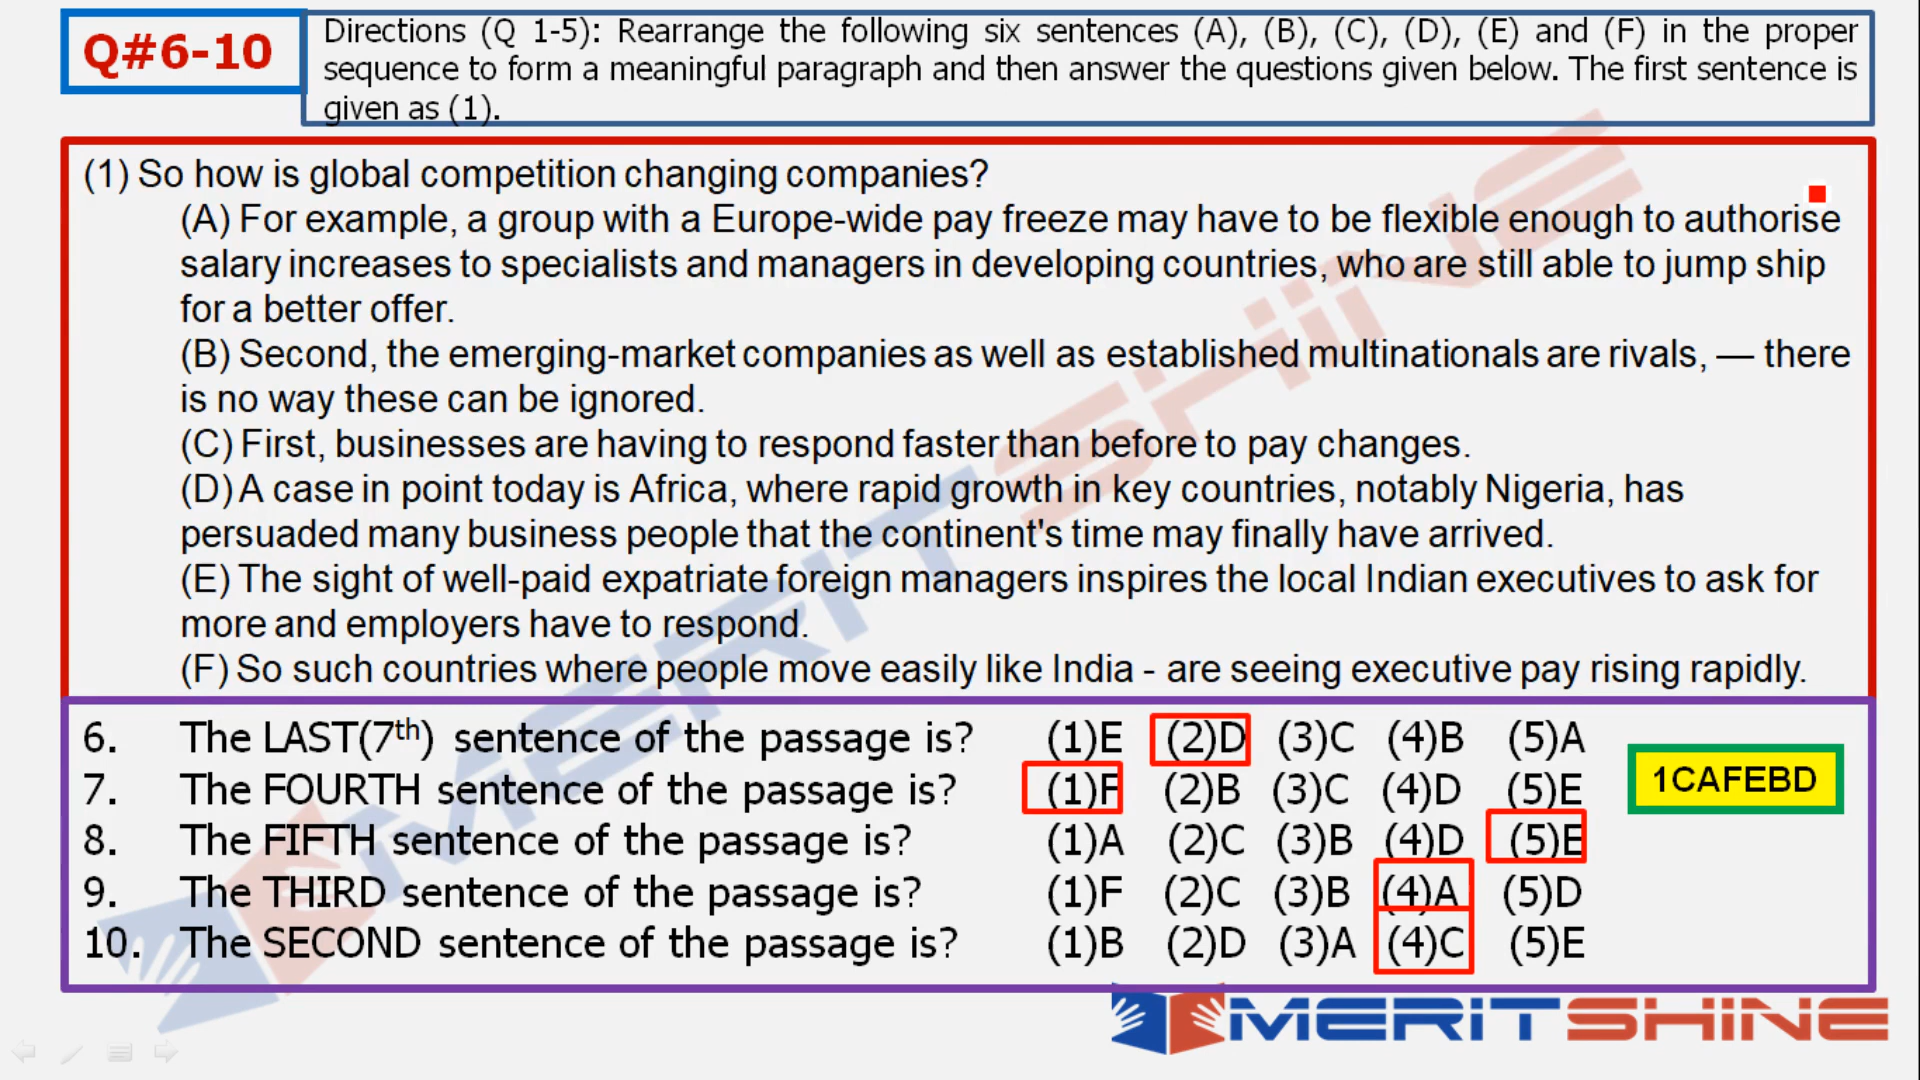 Q#6-10
Directions (Q 1-5): Rearrange the following six sentences (A), (B), (C), (D), (E) and (F) in the proper
sequence to form a meaningful paragraph and then answer the questions given below. The first sentence is
given as (1).
(1) So how is global competition changing companies?
(A) For example, a group with a Europe-wide pay freeze may have to be flexible enough to authorise
salary increases to specialists and managers in developing countries, who are still able to jump ship
for a better offer.
(B) Second, the emerging-market companies as well as established multinationals are rivals, — there
is no way these can be ignored.
(C) First, businesses are having to respond faster than before to pay changes.
(D) A case in point today is Africa, where rapid growth in key countries, notably Nigeria, has
persuaded many business people that the continent's time may finally have arrived.
(E) The sight of well-paid expatriate foreign managers inspires the local Indian executives to ask for
more and employers have to respond.
(F) So such countries where people move easily like India - are seeing executive pay rising rapidly.
6. The LAST(7th) sentence of the passage is? (1)E (2)D (3)C (4)B (5)A
7. The FOURTH sentence of the passage is? (1)F (2)B (3)C (4)D (5)E
8. The FIFTH sentence of the passage is? (1)A (2)C (3)B (4)D (5)E
9. The THIRD sentence of the passage is? (1)F (2)C (3)B (4)A (5)D
10. The SECOND sentence of the passage is? (1)B (2)D (3)A (4)C (5)E
1CAFEBD
MERITSHINE
MERITSHINE